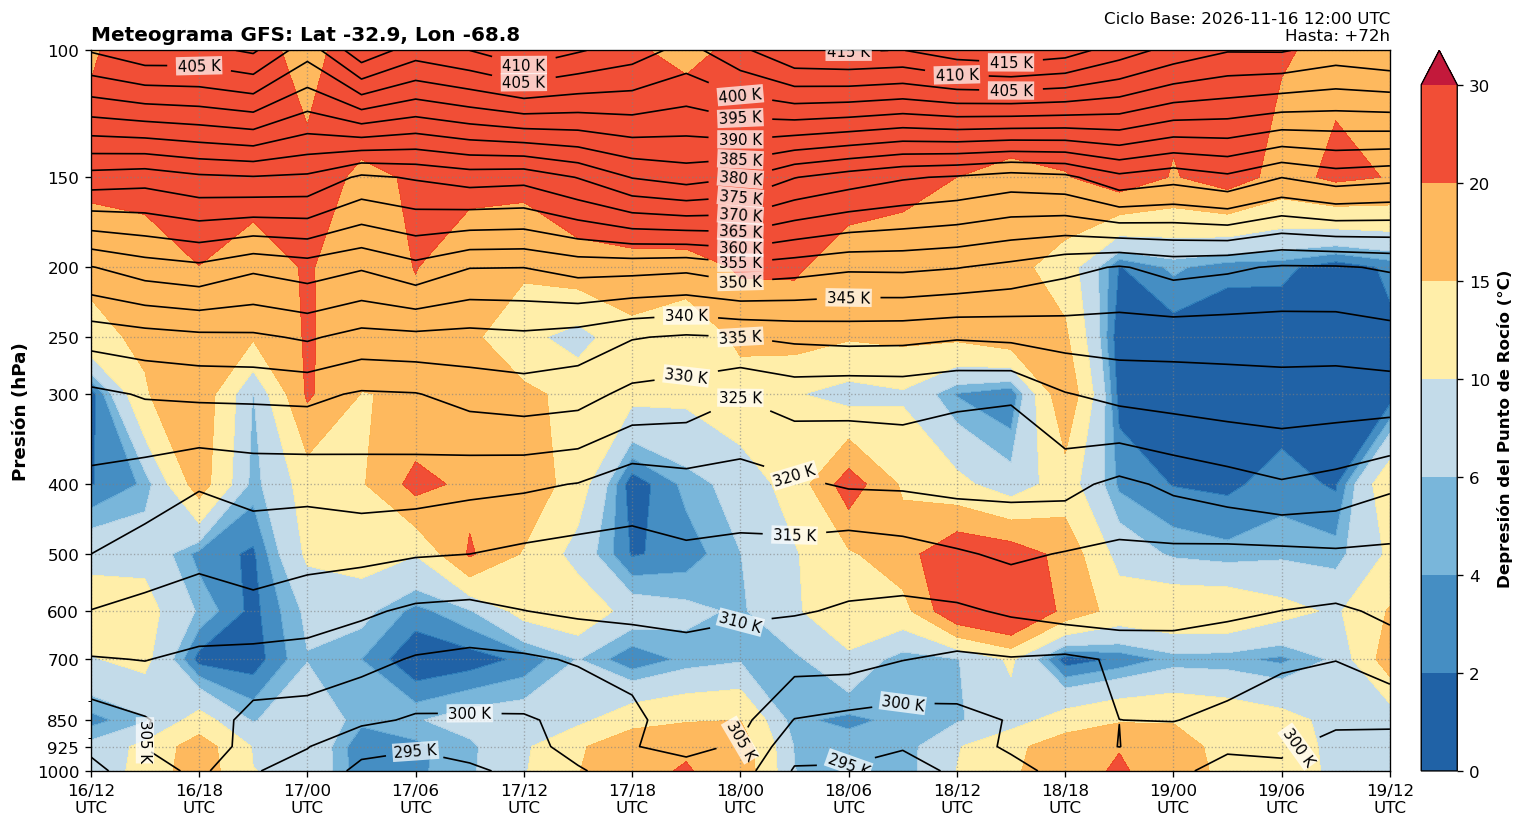 Ciclo Base: 2026-11-16 12:00 UTC
Meteograma GFS: Lat -32.9, Lon -68.8
Hasta: +72h
100
150
200
250
300
400
500
600
700
850
925
1000
Presión (hPa)
405 K
410 K
405 K
415 K
410 K
415 K
405 K
400 K
395 K
390 K
385 K
380 K
375 K
370 K
365 K
360 K
355 K
350 K
345 K
340 K
335 K
330 K
325 K
320 K
315 K
310 K
305 K
300 K
295 K
305 K
300 K
295 K
300 K
16/12
UTC
16/18
UTC
17/00
UTC
17/06
UTC
17/12
UTC
17/18
UTC
18/00
UTC
18/06
UTC
18/12
UTC
18/18
UTC
19/00
UTC
19/06
UTC
19/12
UTC
30
20
15
10
6
4
2
0
Depresión del Punto de Rocío (°C)